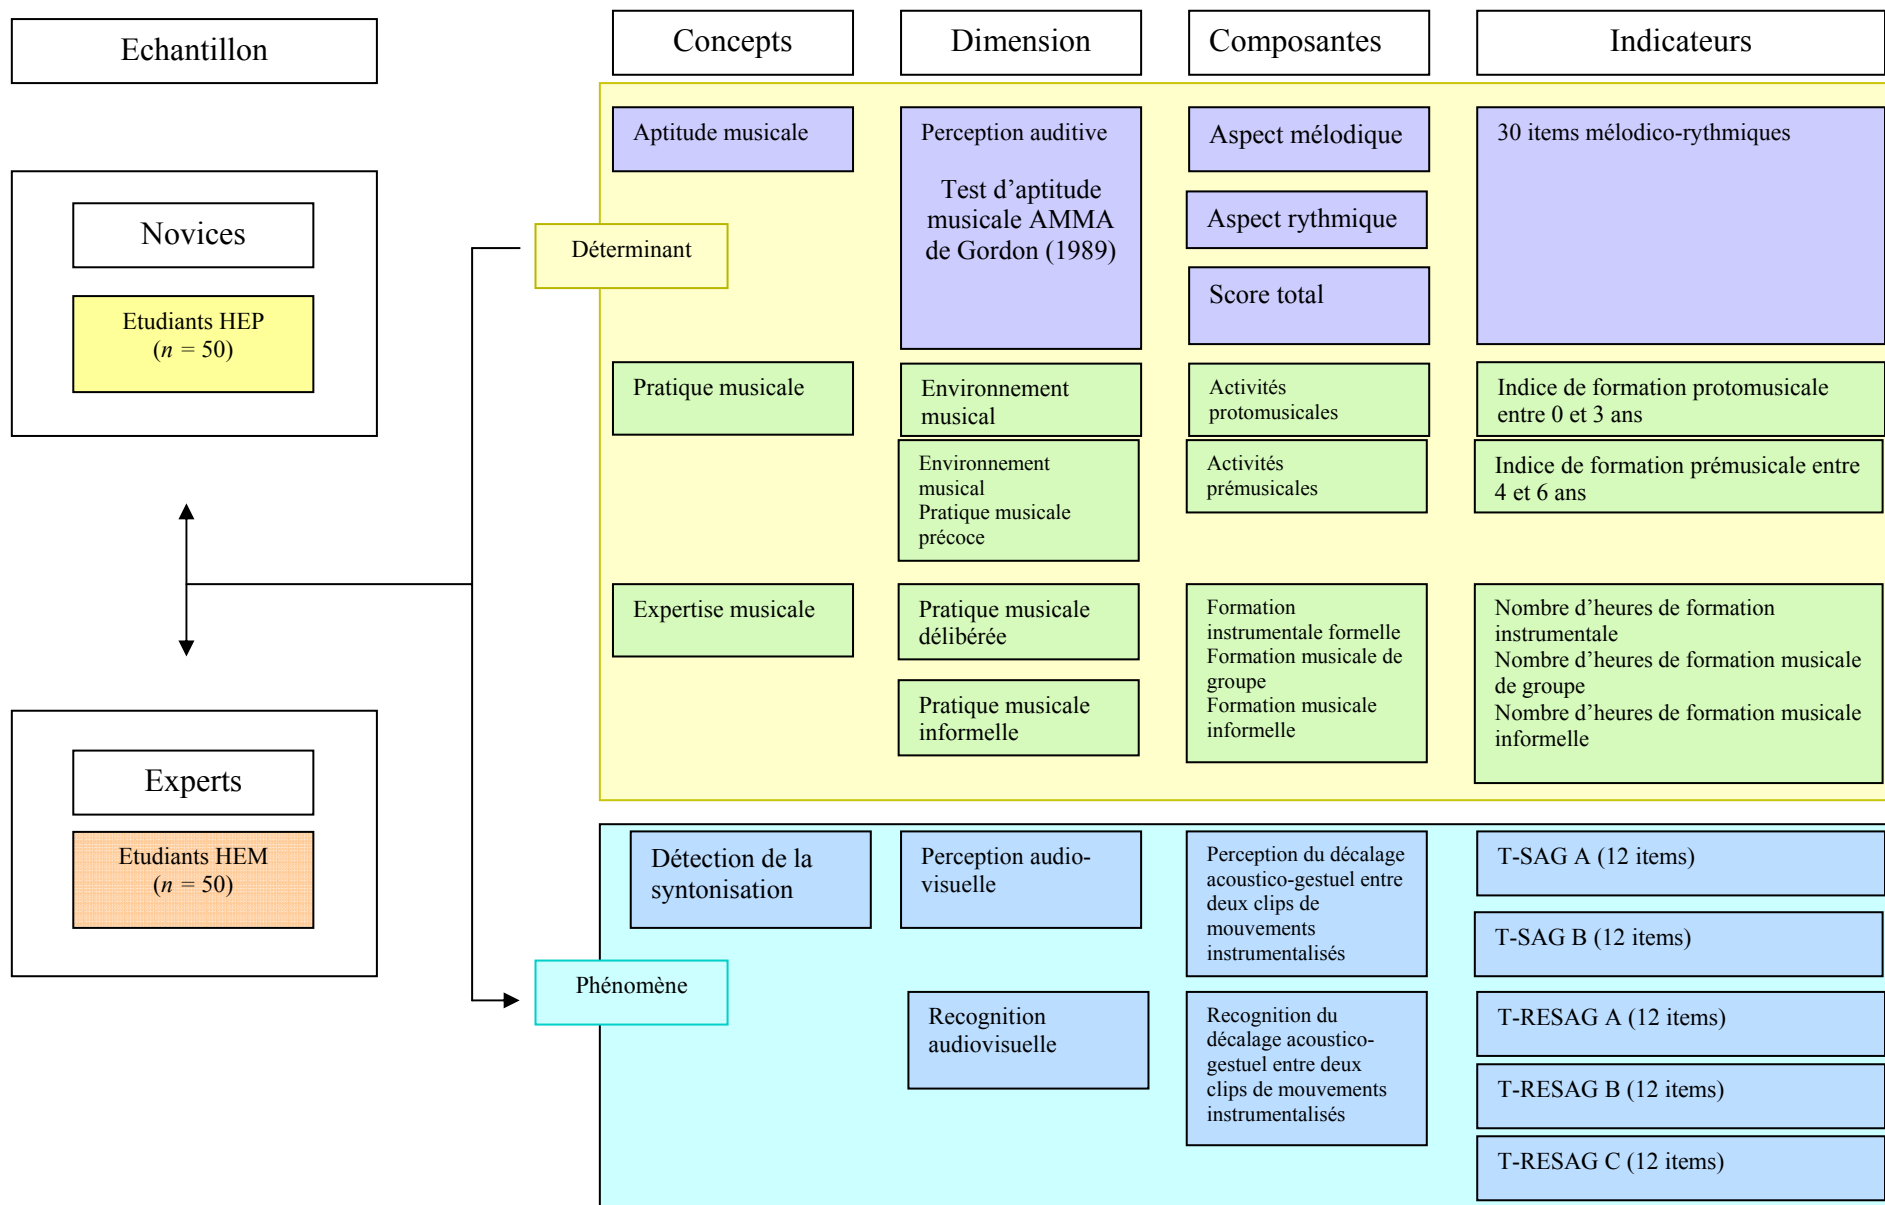 Echantillon
Novices
Etudiants HEP
(n = 50)
Experts
Etudiants HEM
(n = 50)
Concepts
Dimension
Composantes
Indicateurs
Déterminant
Aptitude musicale
Perception auditive
Test d’aptitude
musicale AMMA
de Gordon (1989)
Aspect mélodique
Aspect rythmique
Score total
30 items mélodico-rythmiques
Pratique musicale
Environnement
musical
Activités
protomusicales
Indice de formation protomusicale
entre 0 et 3 ans
Environnement
musical
Pratique musicale
précoce
Activités
prémusicales
Indice de formation prémusicale entre
4 et 6 ans
Expertise musicale
Pratique musicale
délibérée
Pratique musicale
informelle
Formation
instrumentale formelle
Formation musicale de
groupe
Formation musicale
informelle
Nombre d’heures de formation
instrumentale
Nombre d’heures de formation musicale
de groupe
Nombre d’heures de formation musicale
informelle
Phénomène
Détection de la
syntonisation
Perception audio-
visuelle
Perception du décalage
acoustico-gestuel entre
deux clips de
mouvements
instrumentalisés
T-SAG A (12 items)
T-SAG B (12 items)
Recognition
audiovisuelle
Recognition du
décalage acoustico-
gestuel entre deux
clips de mouvements
instrumentalisés
T-RESAG A (12 items)
T-RESAG B (12 items)
T-RESAG C (12 items)